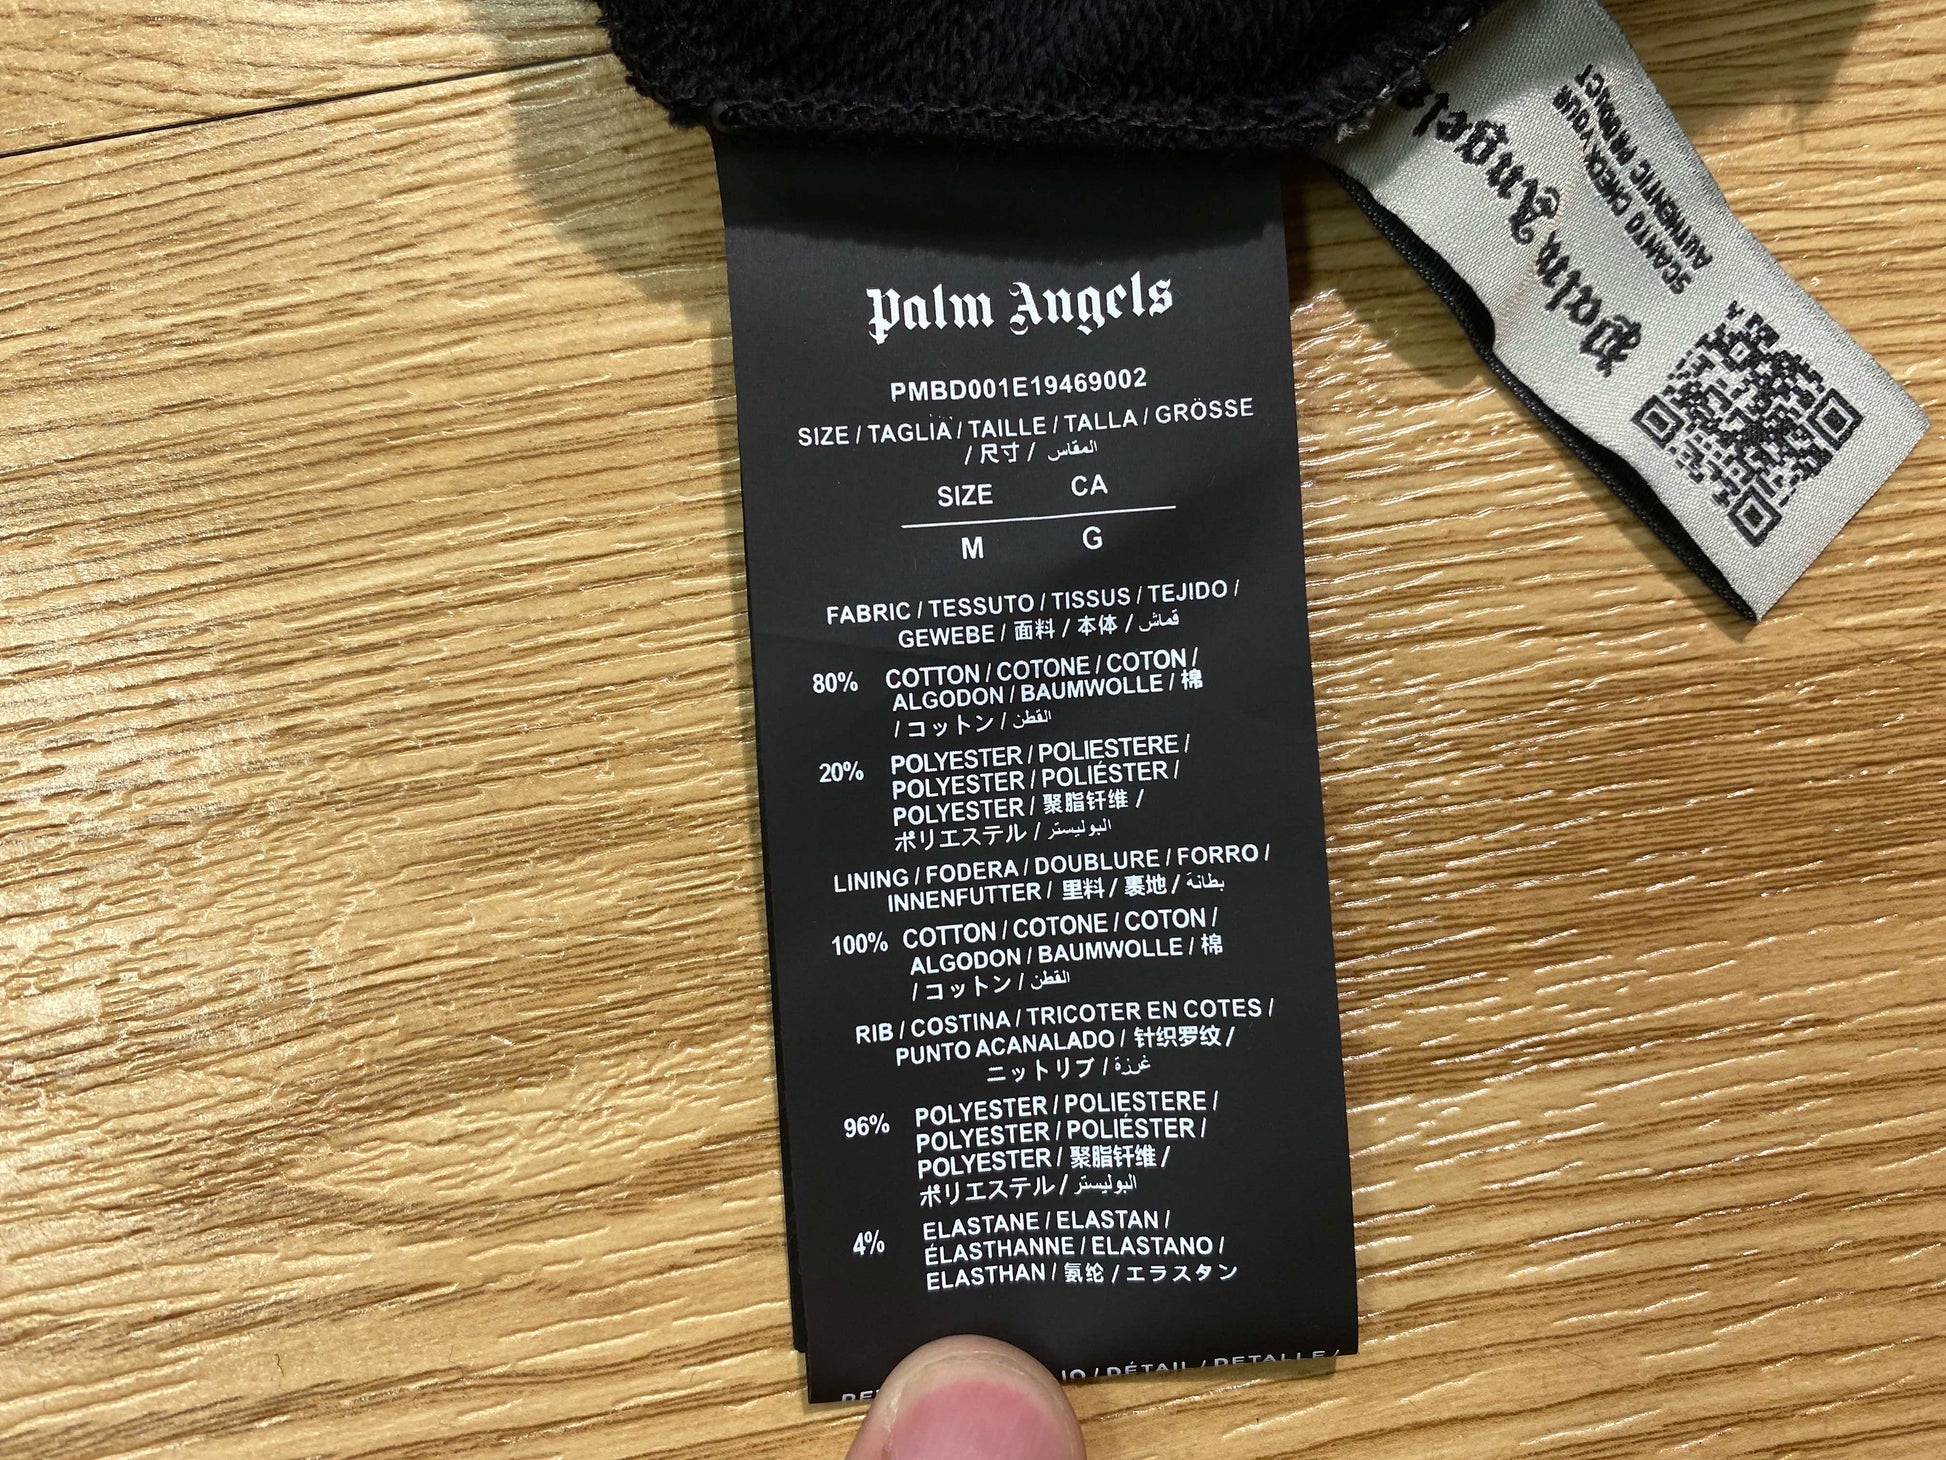 Palm Angels
PMBD001E19469002
SIZE / TAGLIA / TAILLE / TALLA / GRÖSSE
/ 尺寸 / المقاس
SIZE CA
M G
FABRIC / TESSUTO / TISSUS / TEJIDO /
GEWEBE / 面料 / 本体 / قماش
80% COTTON / COTONE / COTON /
ALGODON / BAUMWOLLE / 棉
/ コットン / القطن
20% POLYESTER / POLIESTERE /
POLYESTER / POLIÉSTER /
POLYESTER / 聚脂钎维 /
ポリエステル / البوليستر
LINING / FODERA / DOUBLURE / FORRO /
INNENFUTTER / 里料 / 裏地 / بطانة
100% COTTON / COTONE / COTON /
ALGODON / BAUMWOLLE / 棉
/ コットン / القطن
RIB / COSTINA / TRICOTER EN COTES /
PUNTO ACANALADO / 针织罗纹 /
ニットリブ / غرزة
96% POLYESTER / POLIESTERE /
POLYESTER / POLIÉSTER /
POLYESTER / 聚脂钎维 /
ポリエステル / البوليستر
4% ELASTANE / ELASTAN /
ÉLASTHANNE / ELASTANO /
ELASTHAN / 氨纶 / エラスタン
/ DÉTAIL / DETALLE /
Palm Angels
SCAN TO CHECK YOUR
AUTHENTIC PRODUCT